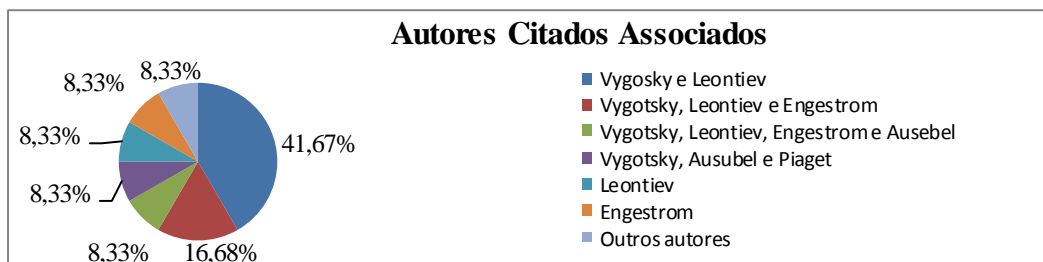 Autores Citados Associados
8,33%
8,33%
8,33%
8,33%
8,33%
16,68%
41,67%
Vygosky e Leontiev
Vygotsky, Leontiev e Engestrom
Vygotsky, Leontiev, Engestrom e Ausebel
Vygotsky, Ausubel e Piaget
Leontiev
Engestrom
Outros autores